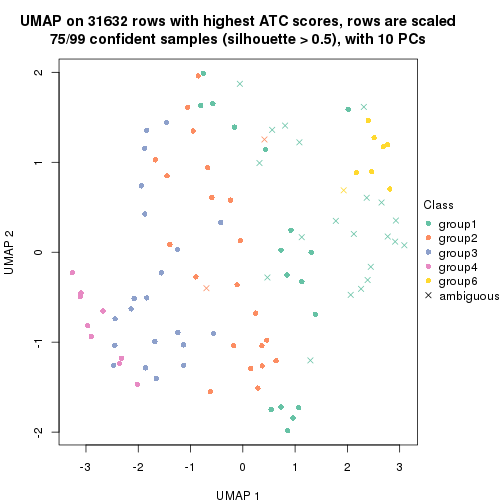 UMAP on 31632 rows with highest ATC scores, rows are scaled
75/99 confident samples (silhouette > 0.5), with 10 PCs
2
1
0
-1
-2
UMAP 2
-3
-2
-1
0
1
2
3
UMAP 1
Class
group1
group2
group3
group4
group6
ambiguous